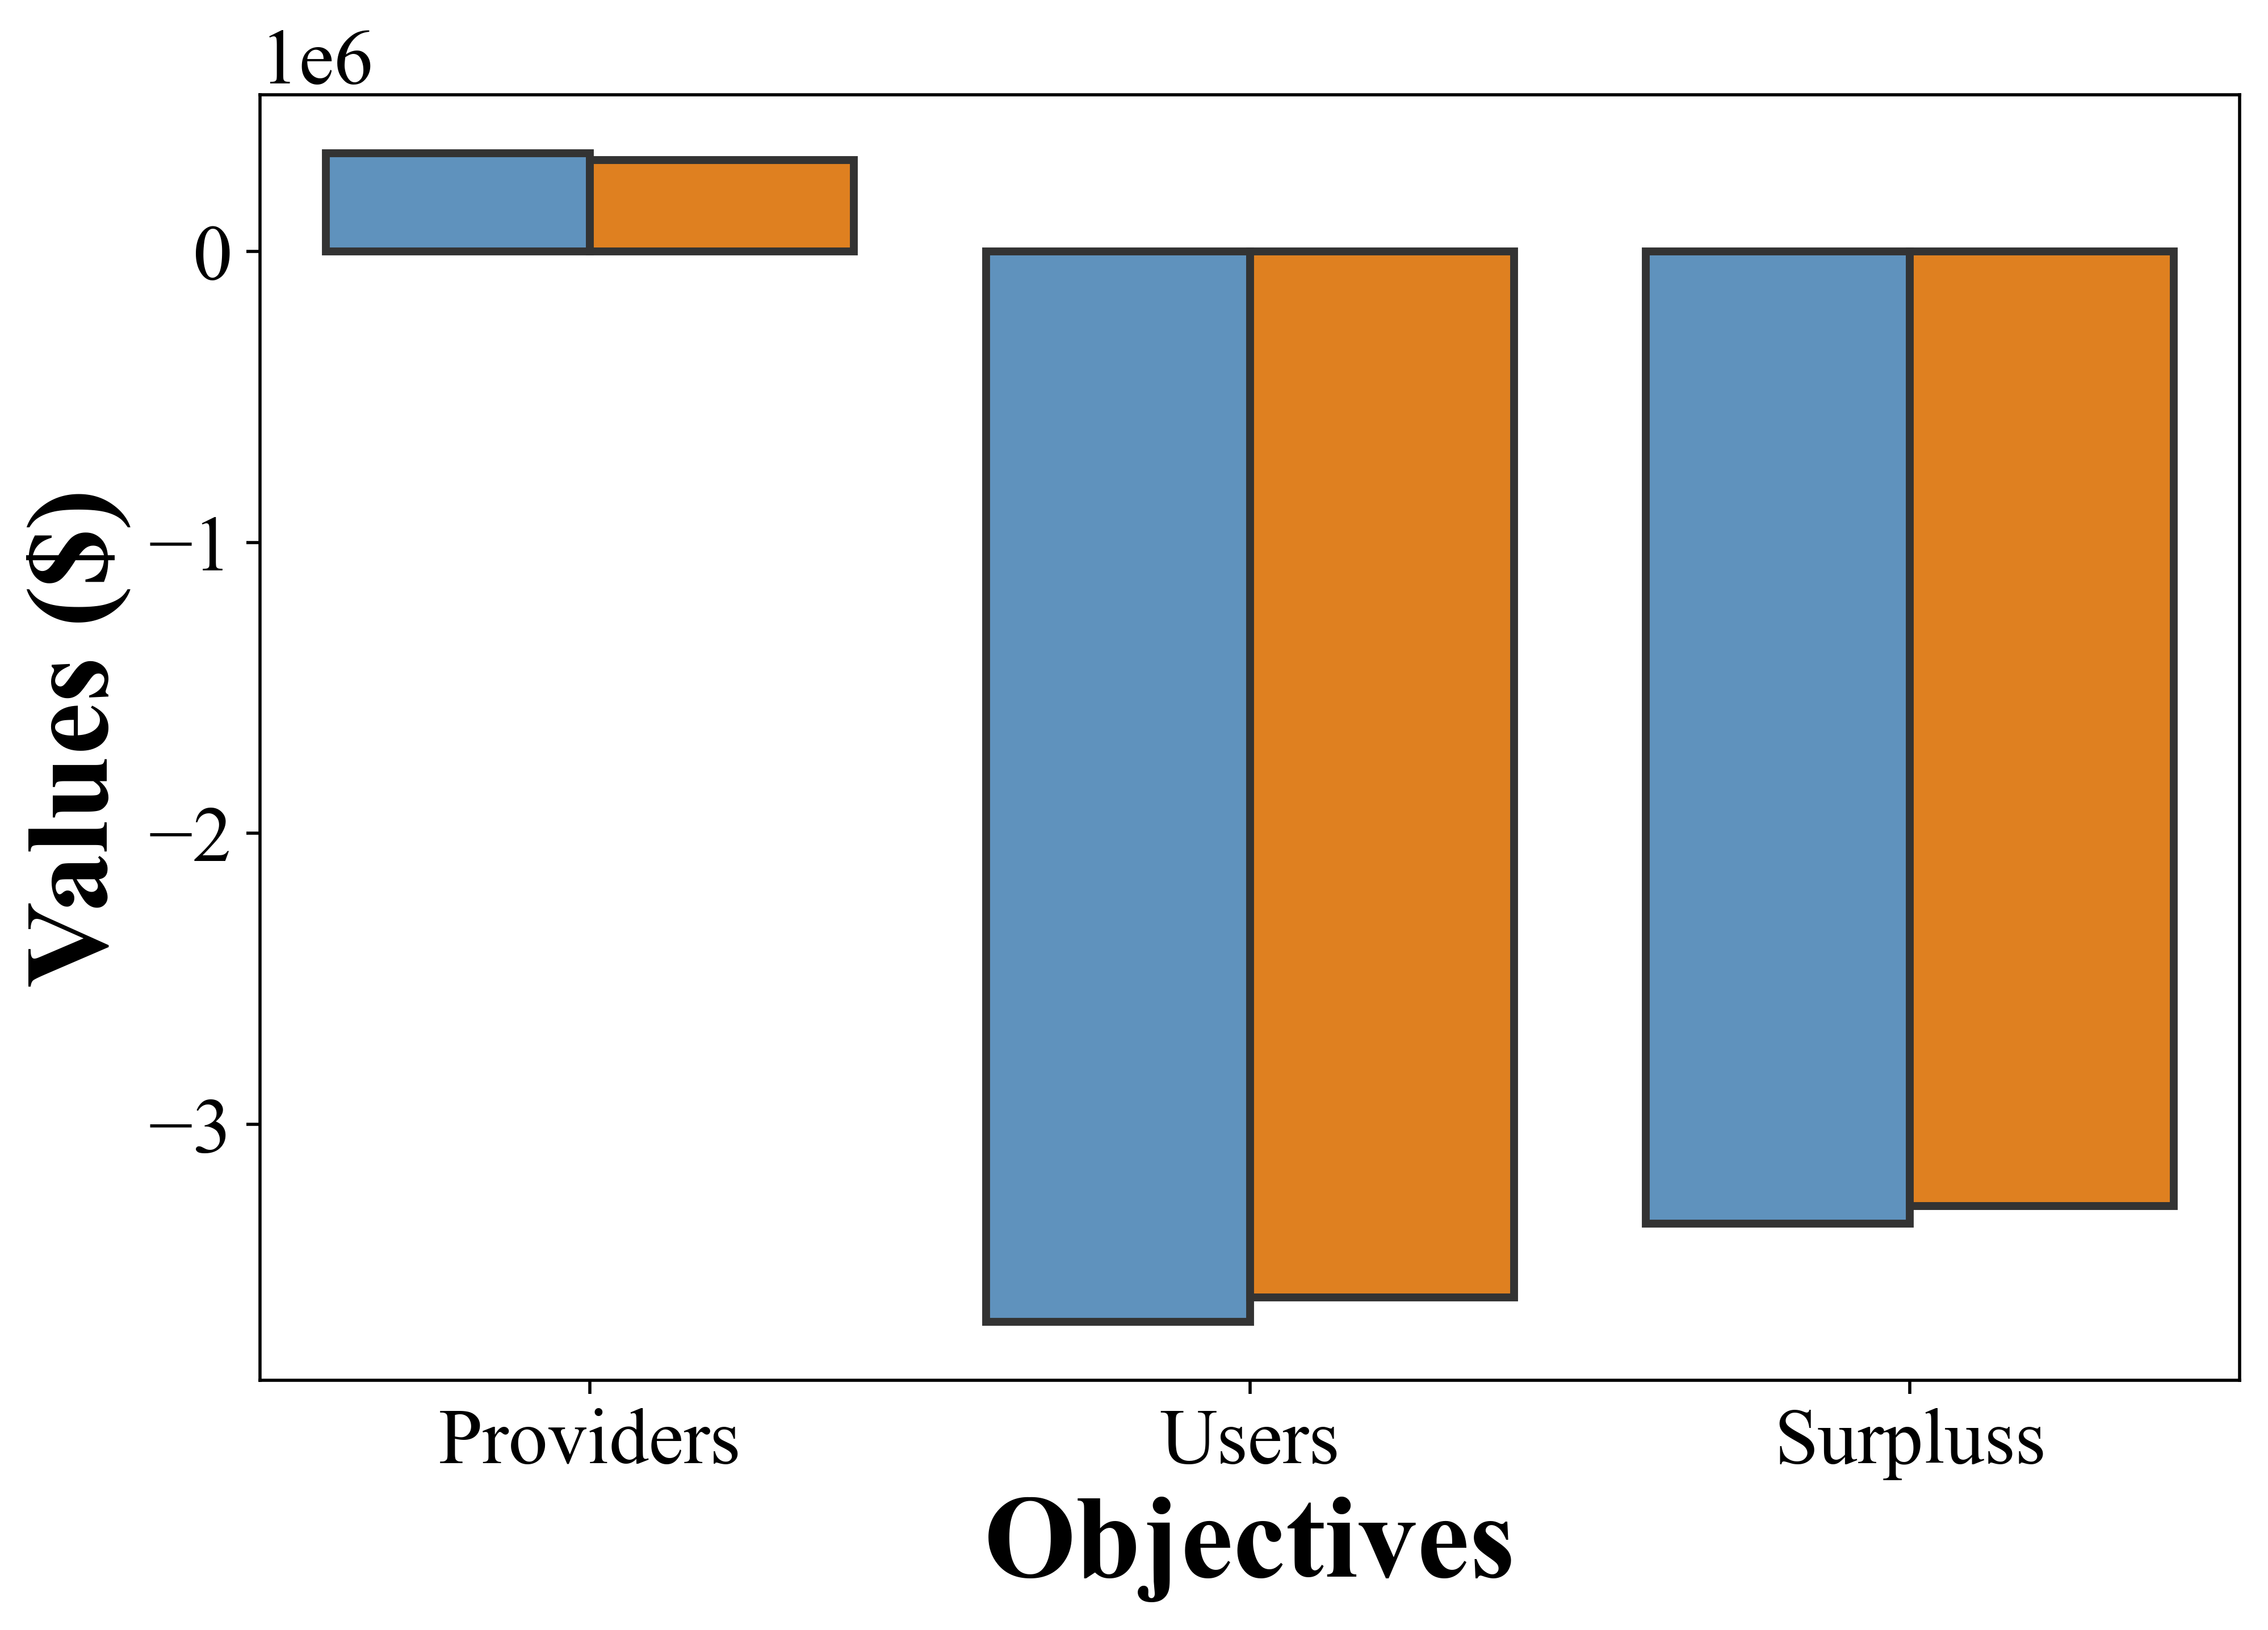 1e6
0
−1
−2
−3
Values ($)
Providers
Users
Surpluss
Objectives